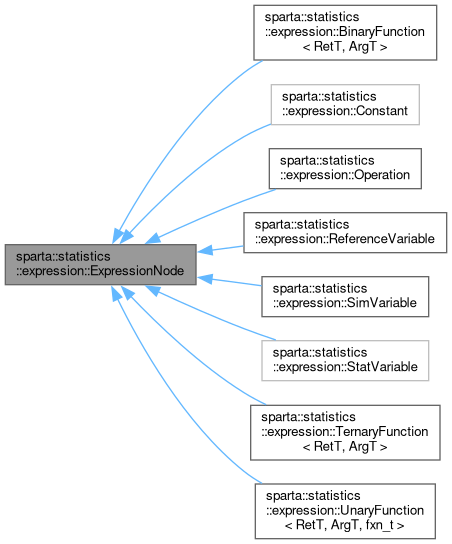 sparta::statistics
::expression::BinaryFunction
< RetT, ArgT >
sparta::statistics
::expression::Constant
sparta::statistics
::expression::Operation
sparta::statistics
::expression::ReferenceVariable
sparta::statistics
::expression::ExpressionNode
sparta::statistics
::expression::SimVariable
sparta::statistics
::expression::StatVariable
sparta::statistics
::expression::TernaryFunction
< RetT, ArgT >
sparta::statistics
::expression::UnaryFunction
< RetT, ArgT, fxn_t >